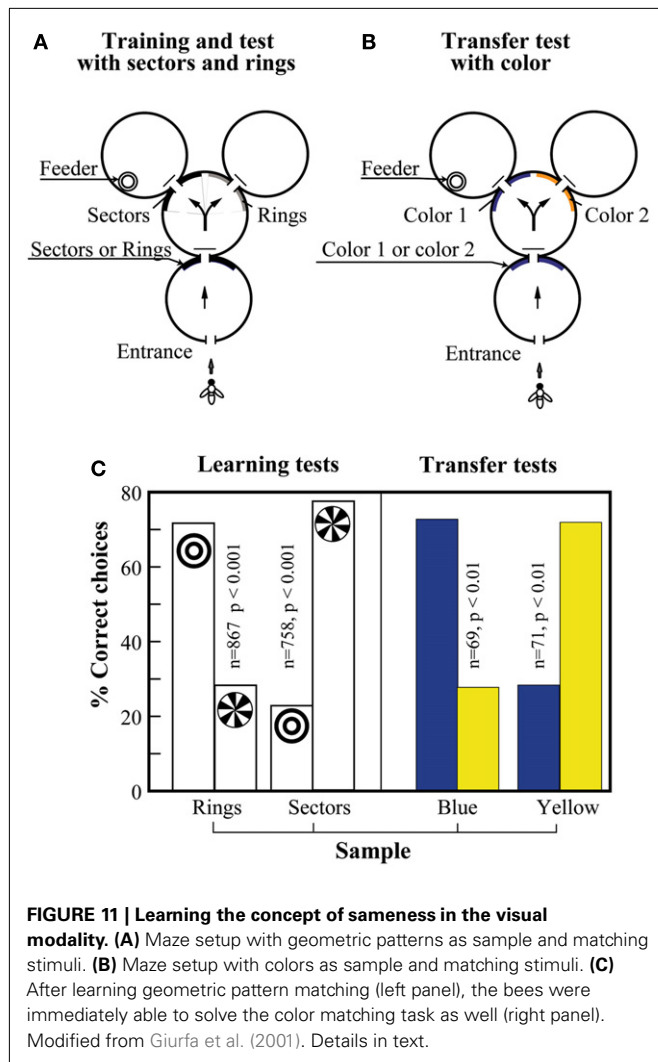 A
Training and test
with sectors and rings
Feeder
Sectors
Rings
Sectors or Rings
Entrance
B
Transfer test
with color
Feeder
Color 1
Color 2
Color 1 or color 2
Entrance
C
Learning tests
Transfer tests
% Correct choices
80
60
40
20
0
n=867 p < 0.001
n=758, p < 0.001
n=69, p < 0.01
n=71, p < 0.01
Rings
Sectors
Blue
Yellow
Sample
FIGURE 11 | Learning the concept of sameness in the visual
modality. (A) Maze setup with geometric patterns as sample and matching
stimuli. (B) Maze setup with colors as sample and matching stimuli. (C)
After learning geometric pattern matching (left panel), the bees were
immediately able to solve the color matching task as well (right panel).
Modified from Giurfa et al. (2001). Details in text.